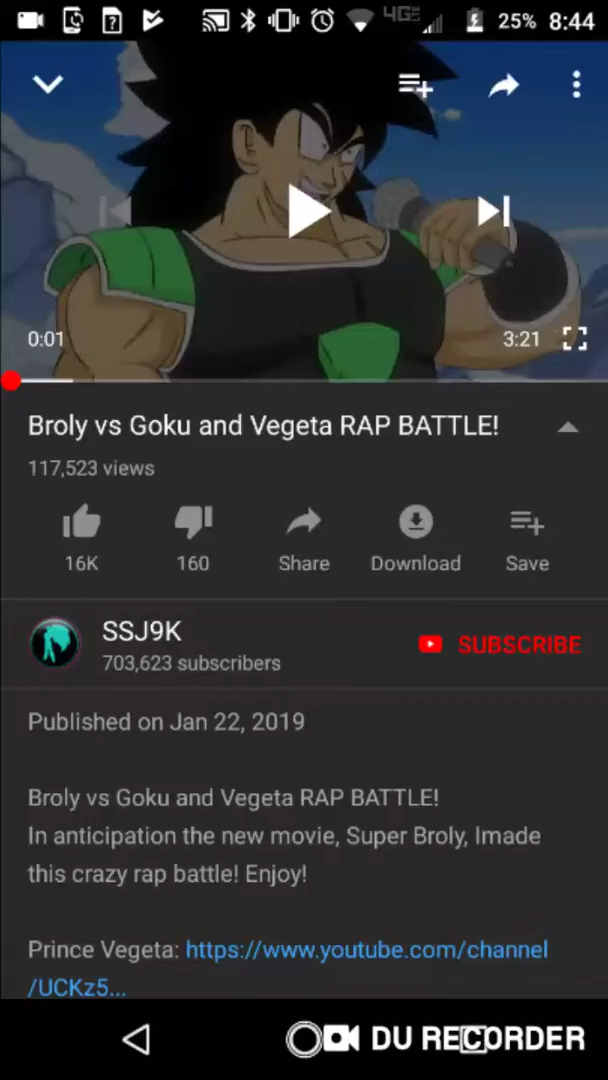 4GE 25% 8:44
0:01 3:21
Broly vs Goku and Vegeta RAP BATTLE!
117,523 views
16K 160 Share Download Save
SSJ9K
703,623 subscribers
SUBSCRIBE
Published on Jan 22, 2019
Broly vs Goku and Vegeta RAP BATTLE!
In anticipation the new movie, Super Broly, Imade
this crazy rap battle! Enjoy!
Prince Vegeta: https://www.youtube.com/channel
/UCKz5...
DU RECORDER